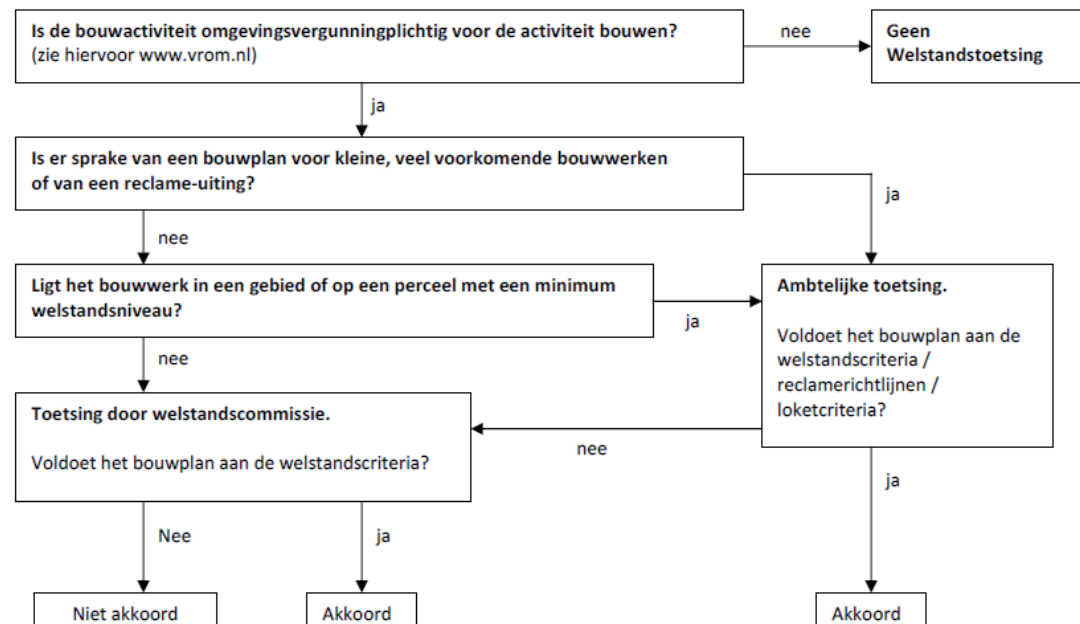 Is de bouwactiviteit omgevingsvergunningplichtig voor de activiteit bouwen?
(zie hiervoor www.vrom.nl)
nee
Geen
Welstandstoetsing
ja
Is er sprake van een bouwplan voor kleine, veel voorkomende bouwwerken
of van een reclame-uiting?
ja
nee
Ligt het bouwwerk in een gebied of op een perceel met een minimum
welstandsniveau?
ja
Ambtelijke toetsing.
Voldoet het bouwplan aan de
welstandscriteria /
reclamerichtlijnen /
loketcriteria?
nee
Toetsing door welstandscommissie.
Voldoet het bouwplan aan de welstandscriteria?
nee
ja
Nee
ja
Niet akkoord
Akkoord
Akkoord